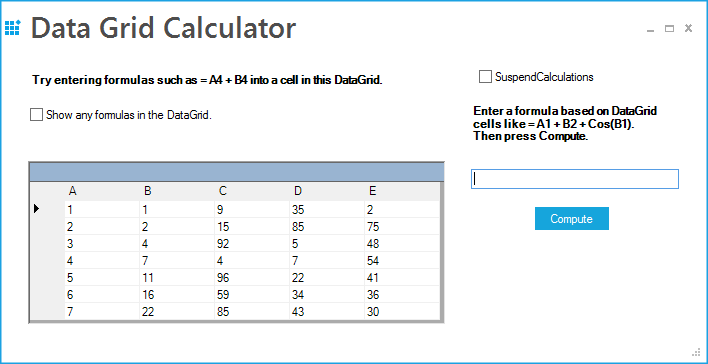 Data Grid Calculator
Try entering formulas such as = A4 + B4 into a cell in this DataGrid.
Show any formulas in the DataGrid.
SuspendCalculations
Enter a formula based on DataGrid
cells like = A1 + B2 + Cos(B1).
Then press Compute.
Compute
A B C D E
1 1 9 35 2
2 2 15 85 75
3 4 92 5 48
4 7 4 7 54
5 11 96 22 41
6 16 59 34 36
7 22 85 43 30